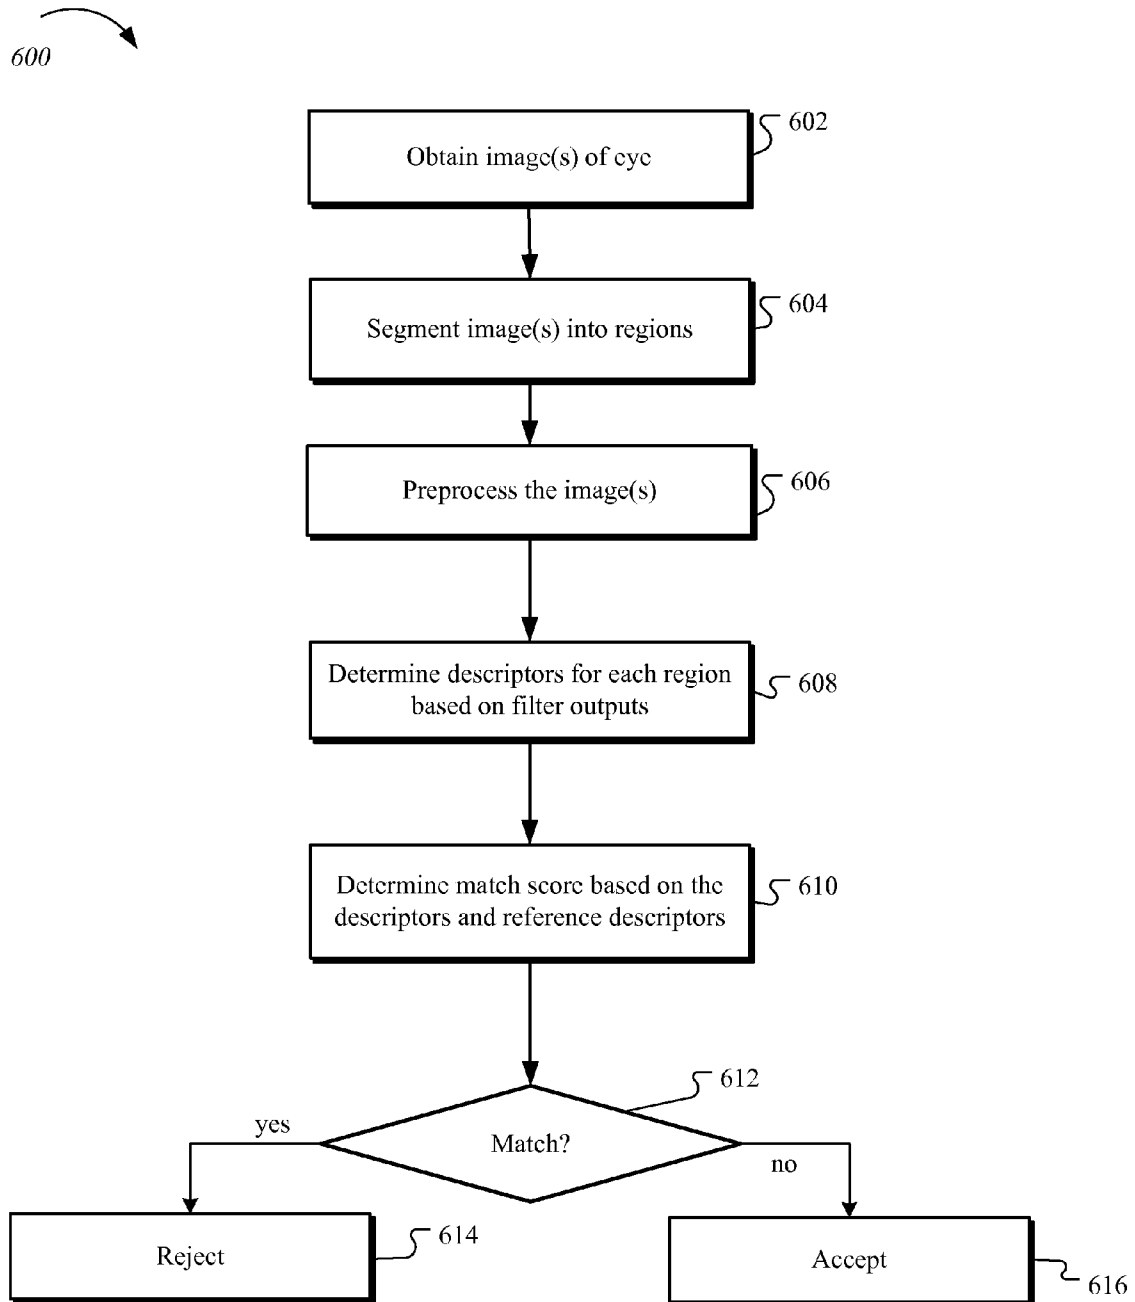 600
602
Obtain image(s) of eye
604
Segment image(s) into regions
606
Preprocess the image(s)
608
Determine descriptors for each region
based on filter outputs
610
Determine match score based on the
descriptors and reference descriptors
612
Match?
yes
no
Reject
614
Accept
616